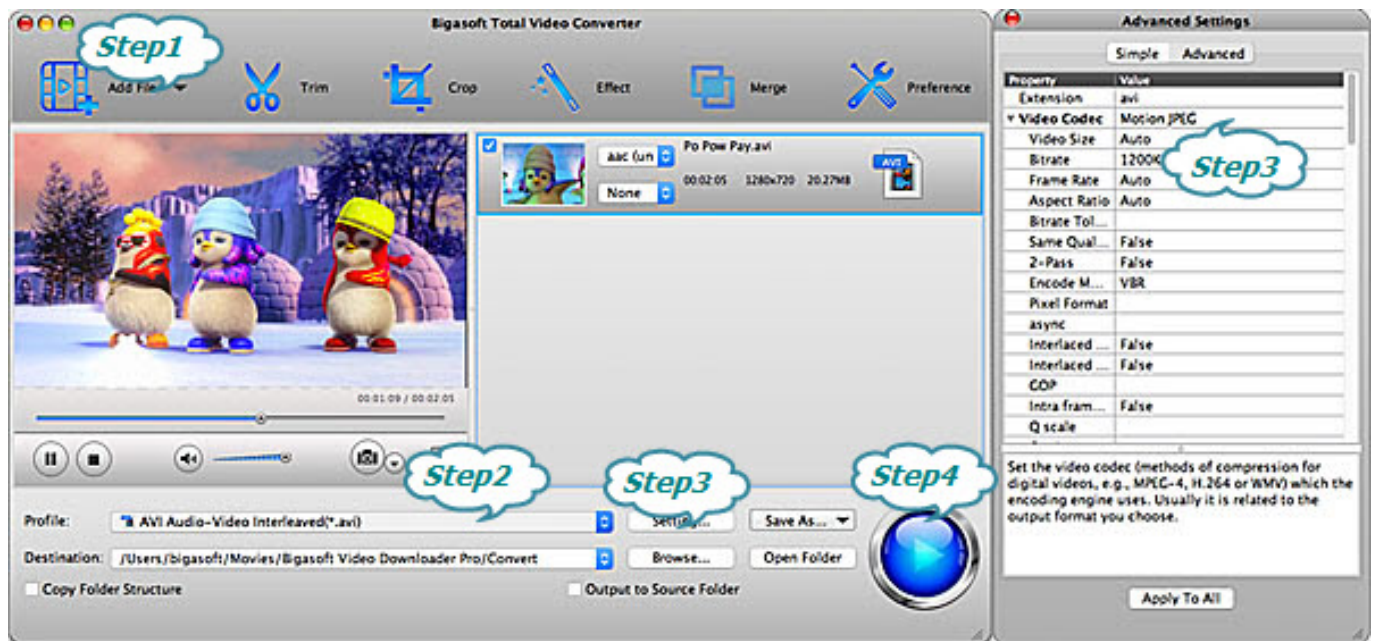 Bigasoft Total Video Converter
Step1
Add File
Trim
Crop
Effect
Merge
Preference
aac (un
Po Pow Pay.avi
None
00:02:05 1280x720 20.27MB
AVI
00:01:09 / 00:02:05
Step2
Step3
Step4
Profile:
AVI Audio-Video Interleaved(*.avi)
Setting...
Save As...
Destination:
/Users/bigasoft/Movies/Bigasoft Video Downloader Pro/Convert
Browse...
Open Folder
Copy Folder Structure
Output to Source Folder
Advanced Settings
Simple Advanced
Property Value
Extension avi
Video Codec Motion JPEG
Video Size Auto
Bitrate 1200K
Step3
Frame Rate Auto
Aspect Ratio Auto
Bitrate Tol...
Same Qual... False
2-Pass False
Encode M... VBR
Pixel Format
async
Interlaced ... False
Interlaced ... False
GOP
Intra fram... False
Q scale
Set the video codec (methods of compression for
digital videos, e.g., MPEG-4, H.264 or WMV) which the
encoding engine uses. Usually it is related to the
output format you choose.
Apply To All